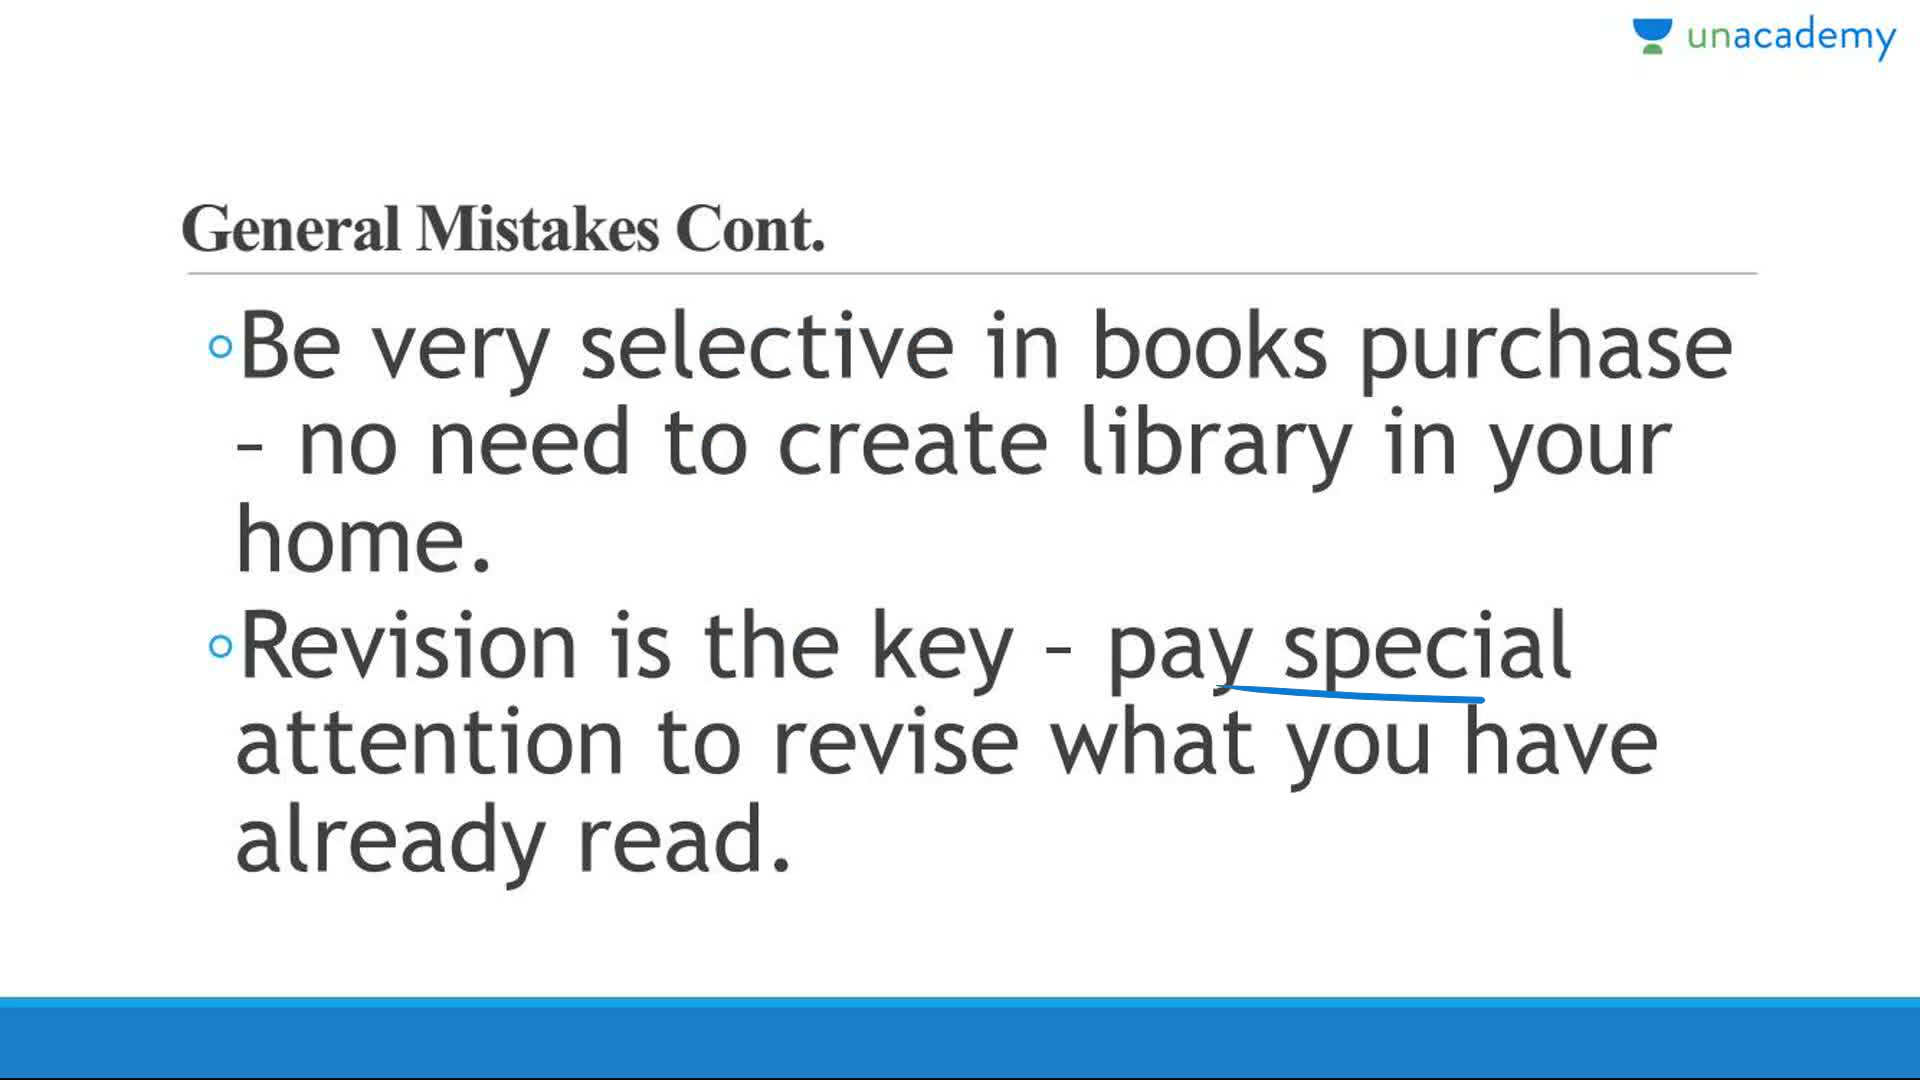 unacademy
General Mistakes Cont.
◦Be very selective in books purchase
– no need to create library in your
home.
◦Revision is the key – pay special
attention to revise what you have
already read.